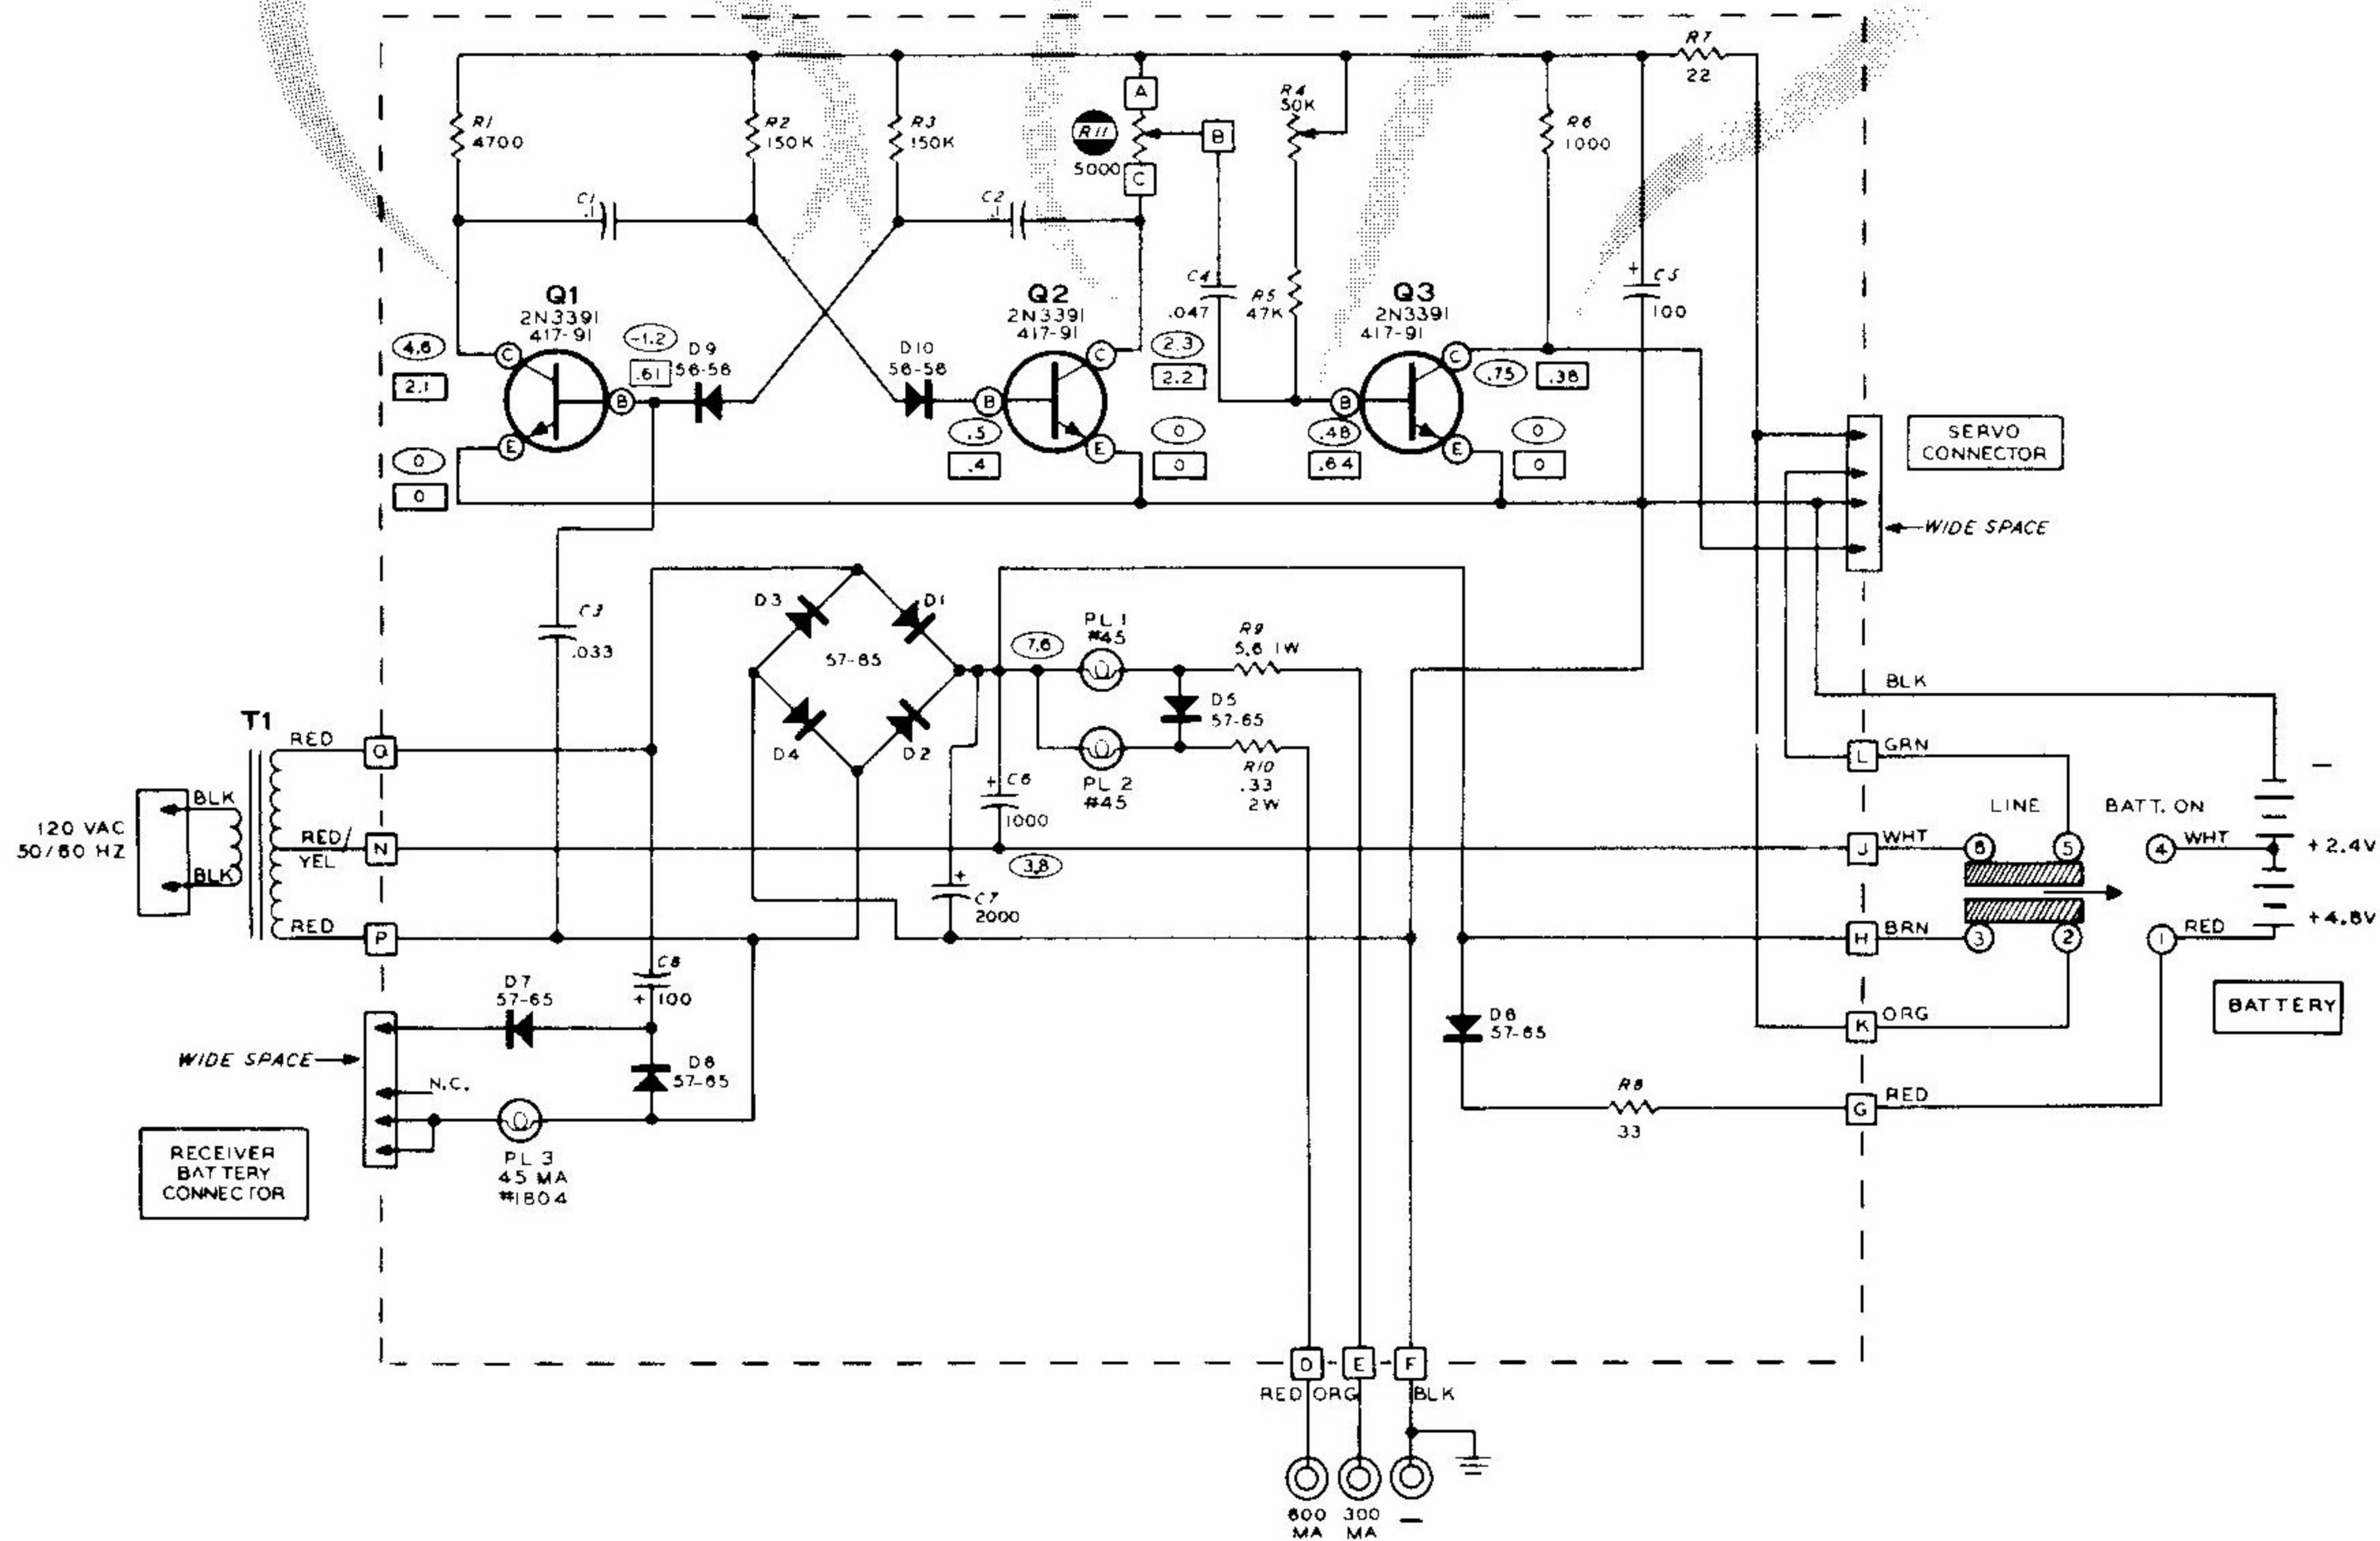 R7
22
A
R1
4700
R2
150K
R3
150K
R11
5000
B
C
R4
50K
R6
1000
C1
.1
C2
.1
C4
.047
R5
47K
+
C5
100
Q1
2N3391
417-91
Q2
2N3391
417-91
Q3
2N3391
417-91
4.6
2.1
C
-1.2
.61
D9
56-56
D10
56-56
C
2.3
2.2
C
.75
.38
B
B
B
E
0
0
.5
.4
E
0
0
.48
.64
E
0
0
SERVO
CONNECTOR
WIDE SPACE
C3
.033
D3
D1
57-65
D4
D2
7.6
PL 1
#45
R9
5.6 1W
D5
57-65
PL 2
#45
R10
.33
2W
BLK
T1
RED
Q
BLK
120 VAC
50/60 HZ
RED/
YEL
N
BLK
RED
P
+
C6
1000
3.8
+
C7
2000
L
GRN
LINE
BATT. ON
−
J
WHT
6
5
4
WHT
+2.4V
+4.8V
H
BRN
3
2
1
RED
BATTERY
K
ORG
C8
+
100
D7
57-65
D8
57-65
WIDE SPACE
N.C.
D6
57-65
R8
33
G
RED
RECEIVER
BATTERY
CONNECTOR
PL 3
45 MA
#1804
D
E
F
RED
ORG
BLK
600
MA
300
MA
−